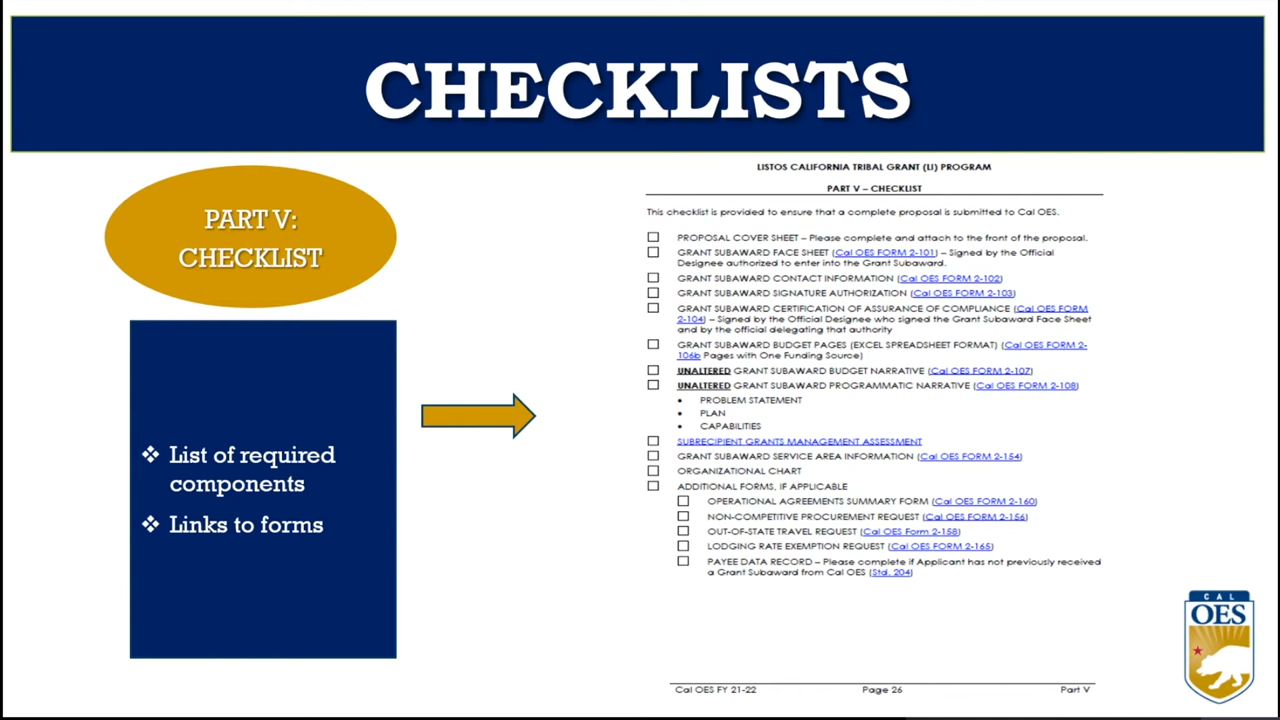 CHECKLISTS
PART V:
CHECKLIST
❖ List of required
components
❖ Links to forms
LISTOS CALIFORNIA TRIBAL GRANT (LI) PROGRAM
PART V – CHECKLIST
This checklist is provided to ensure that a complete proposal is submitted to Cal OES.
☐ PROPOSAL COVER SHEET – Please complete and attach to the front of the proposal.
☐ GRANT SUBAWARD FACE SHEET (Cal OES FORM 2-101) – Signed by the Official
Designee authorized to enter into the Grant Subaward.
☐ GRANT SUBAWARD CONTACT INFORMATION (Cal OES FORM 2-102)
☐ GRANT SUBAWARD SIGNATURE AUTHORIZATION (Cal OES FORM 2-103)
☐ GRANT SUBAWARD CERTIFICATION OF ASSURANCE OF COMPLIANCE (Cal OES FORM
2-104) – Signed by the Official Designee who signed the Grant Subaward Face Sheet
and by the official delegating that authority
☐ GRANT SUBAWARD BUDGET PAGES (EXCEL SPREADSHEET FORMAT) (Cal OES FORM 2-
106b Pages with One Funding Source)
☐ UNALTERED GRANT SUBAWARD BUDGET NARRATIVE (Cal OES FORM 2-107)
☐ UNALTERED GRANT SUBAWARD PROGRAMMATIC NARRATIVE (Cal OES FORM 2-108)
• PROBLEM STATEMENT
• PLAN
• CAPABILITIES
☐ SUBRECIPIENT GRANTS MANAGEMENT ASSESSMENT
☐ GRANT SUBAWARD SERVICE AREA INFORMATION (Cal OES FORM 2-154)
☐ ORGANIZATIONAL CHART
☐ ADDITIONAL FORMS, IF APPLICABLE
☐ OPERATIONAL AGREEMENTS SUMMARY FORM (Cal OES FORM 2-160)
☐ NON-COMPETITIVE PROCUREMENT REQUEST (Cal OES FORM 2-156)
☐ OUT-OF-STATE TRAVEL REQUEST (Cal OES Form 2-158)
☐ LODGING RATE EXEMPTION REQUEST (Cal OES FORM 2-165)
☐ PAYEE DATA RECORD – Please complete if Applicant has not previously received
a Grant Subaward from Cal OES (Std. 204)
Cal OES FY 21-22 Page 26 Part V
CAL
OES